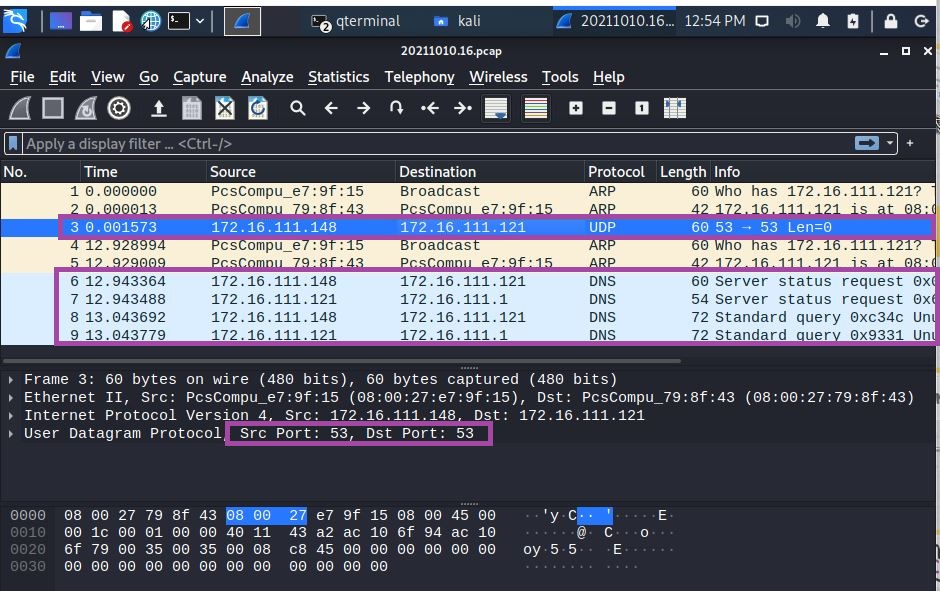 2 qterminal kali 20211010.16... 12:54 PM
20211010.16.pcap
File Edit View Go Capture Analyze Statistics Telephony Wireless Tools Help
Apply a display filter ... <Ctrl-/>
No. Time Source Destination Protocol Length Info
1 0.000000 PcsCompu_e7:9f:15 Broadcast ARP 60 Who has 172.16.111.121?
2 0.000013 PcsCompu_79:8f:43 PcsCompu_e7:9f:15 ARP 42 172.16.111.121 is at 08:0
3 0.001573 172.16.111.148 172.16.111.121 UDP 60 53 → 53 Len=0
4 12.928994 PcsCompu_e7:9f:15 Broadcast ARP 60 Who has 172.16.111.121?
5 12.929009 PcsCompu_79:8f:43 PcsCompu_e7:9f:15 ARP 42 172.16.111.121 is at 08:0
6 12.943364 172.16.111.148 172.16.111.121 DNS 60 Server status request
7 12.943488 172.16.111.121 172.16.111.1 DNS 54 Server status request
8 13.043692 172.16.111.148 172.16.111.121 DNS 72 Standard query 0xc34c Unu
9 13.043779 172.16.111.121 172.16.111.1 DNS 72 Standard query 0x9331 Unu
Frame 3: 60 bytes on wire (480 bits), 60 bytes captured (480 bits)
Ethernet II, Src: PcsCompu_e7:9f:15 (08:00:27:e7:9f:15), Dst: PcsCompu_79:8f:43 (08:00:27:79:8f:43)
Internet Protocol Version 4, Src: 172.16.111.148, Dst: 172.16.111.121
User Datagram Protocol, Src Port: 53, Dst Port: 53
0000 08 00 27 79 8f 43 08 00 27 e7 9f 15 08 00 45 00 ··'y·C·· '·····E·
0010 00 1c 00 01 00 00 40 11 43 a2 ac 10 6f 94 ac 10 ······@· C···o···
0020 6f 79 00 35 00 35 00 08 c8 45 00 00 00 00 00 00 oy·5·5·· ·E······
0030 00 00 00 00 00 00 00 00 00 00 00 00 ········ ····